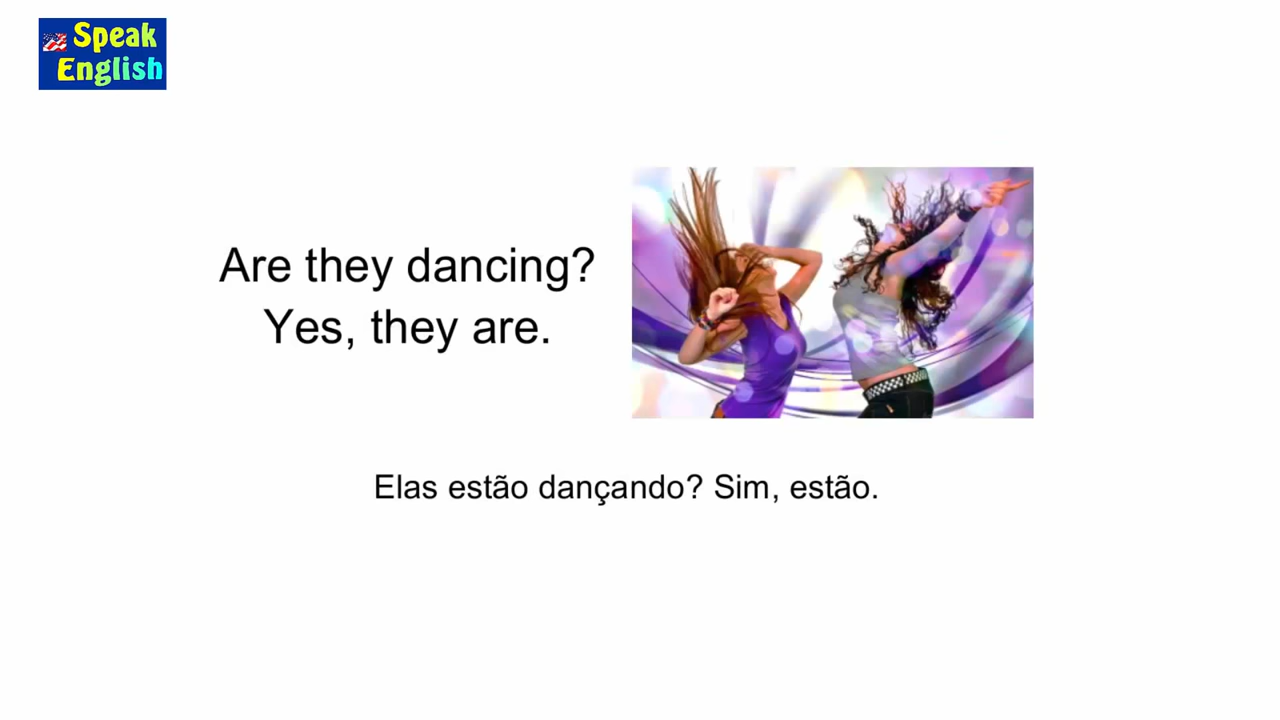 Speak
English
Are they dancing?
Yes, they are.
Elas estão dançando? Sim, estão.